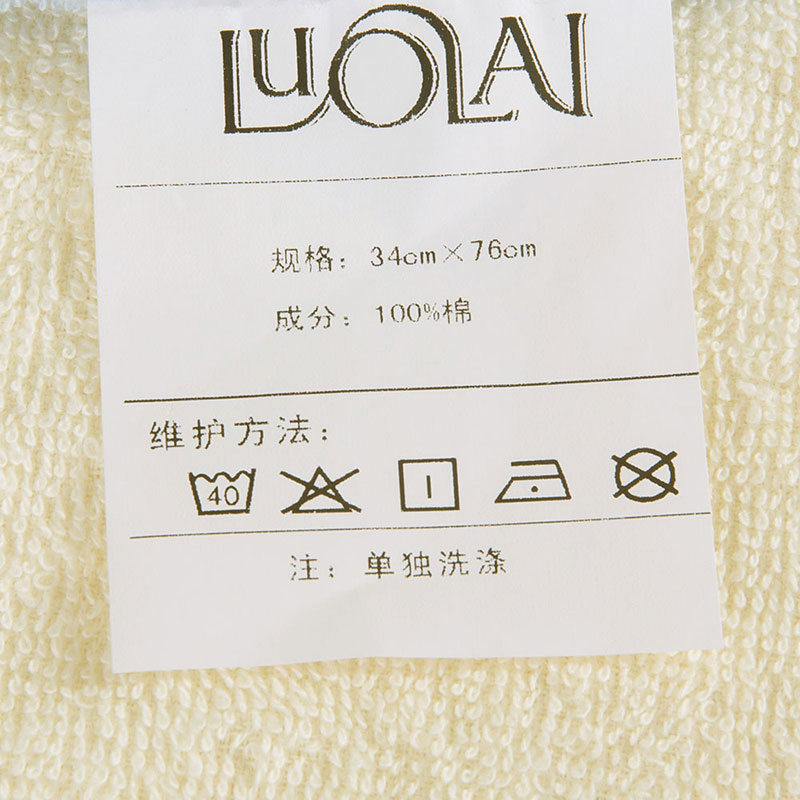 LUOLAI
规格：34cm×76cm
成分：100%棉
维护方法：
40
注：单独洗涤